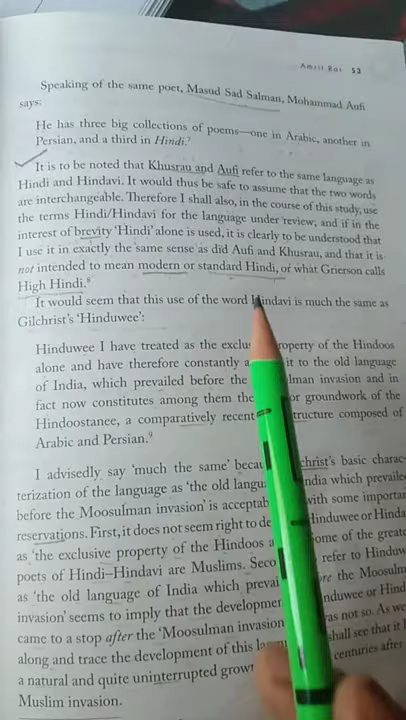 Amrit Rai 53
Speaking of the same poet, Masud Sad Salman, Mohammad Aufi
says:
He has three big collections of poems—one in Arabic, another in
Persian, and a third in Hindi.7
It is to be noted that Khusrau and Aufi refer to the same language as
Hindi and Hindavi. It would thus be safe to assume that the two words
are interchangeable. Therefore I shall also, in the course of this study, use
the terms Hindi/Hindavi for the language under review; and if in the
interest of brevity 'Hindi' alone is used, it is clearly to be understood that
I use it in exactly the same sense as did Aufi and Khusrau, and that it is
not intended to mean modern or standard Hindi, or what Grierson calls
High Hindi.8
It would seem that this use of the word Hindavi is much the same as
Gilchrist's 'Hinduwee':
Hinduwee I have treated as the exclus property of the Hindoos
alone and have therefore constantly a it to the old language
of India, which prevailed before the lman invasion and in
fact now constitutes among them the or groundwork of the
Hindoostanee, a comparatively recent tructure composed of
Arabic and Persian.9
I advisedly say 'much the same' becau christ's basic charac-
terization of the language as 'the old langu ndia which prevailed
before the Moosulman invasion' is acceptab with some importan
reservations. First, it does not seem right to de Hinduwee or Hinda
as 'the exclusive property of the Hindoos a ome of the greate
poets of Hindi–Hindavi are Muslims. Seco refer to Hinduw
as 'the old language of India which prevai ore the Moosulm
invasion' seems to imply that the developmen induwee or Hind
came to a stop after the 'Moosulman invasion was not so. As we
along and trace the development of this lan shall see that it
a natural and quite uninterrupted grow centuries after
Muslim invasion.